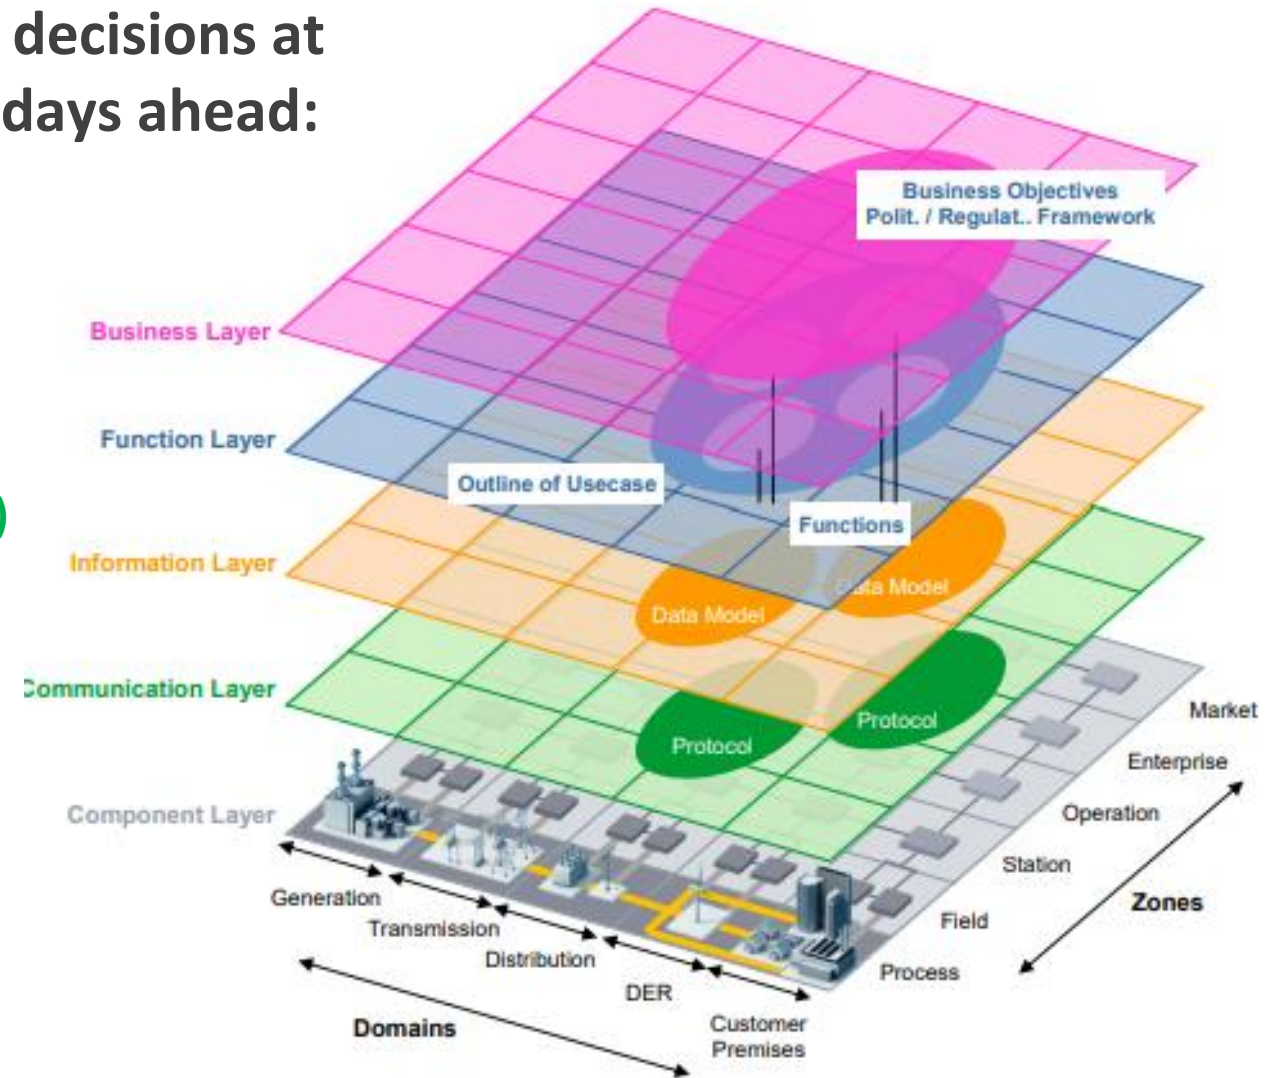 decisions at
days ahead:
Business Objectives
Polit. / Regulat.. Framework
Business Layer
Function Layer
Outline of Usecase
Functions
Information Layer
Data Model
Data Model
Communication Layer
Protocol
Protocol
Component Layer
Market
Enterprise
Operation
Station
Field
Process
Zones
Generation
Transmission
Distribution
DER
Customer
Premises
Domains